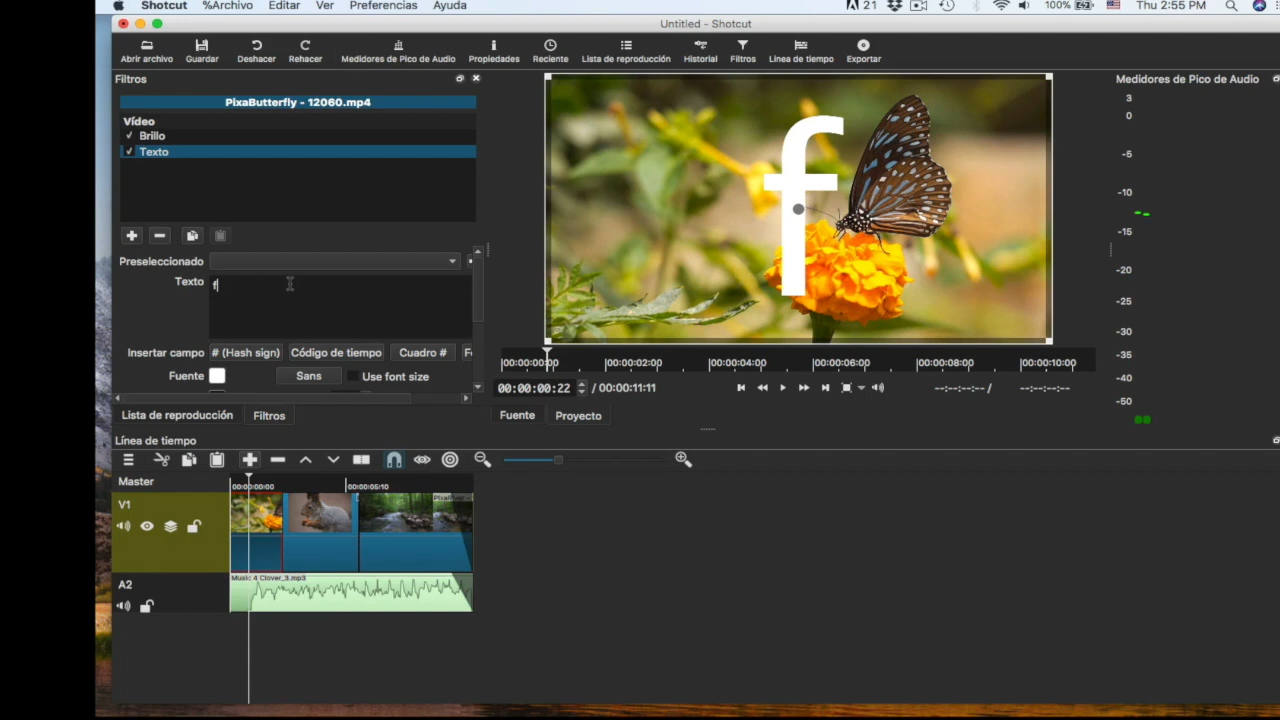 Shotcut %Archivo Editar Ver Preferencias Ayuda 21 100% Thu 2:55 PM
Untitled - Shotcut
Abrir archivo Guardar Deshacer Rehacer Medidores de Pico de Audio Propiedades Reciente Lista de reproducción Historial Filtros Línea de tiempo Exportar
Filtros
Medidores de Pico de Audio
PixaButterfly - 12060.mp4
Vídeo
Brillo
Texto
Preseleccionado
Texto f
Insertar campo # (Hash sign) Código de tiempo Cuadro #
Fuente Sans Use font size
Lista de reproducción Filtros
f
00:00:00:00 00:00:02:00 00:00:04:00 00:00:06:00 00:00:08:00 00:00:10:00
00:00:00:22 / 00:00:11:11 --:--:--:-- / --:--:--:--
Fuente Proyecto
3
0
-5
-10
-15
-20
-25
-30
-35
-40
-50
Línea de tiempo
Master 00:00:00:00 00:00:05:10
V1
A2
Music 4 Clover_3.mp3